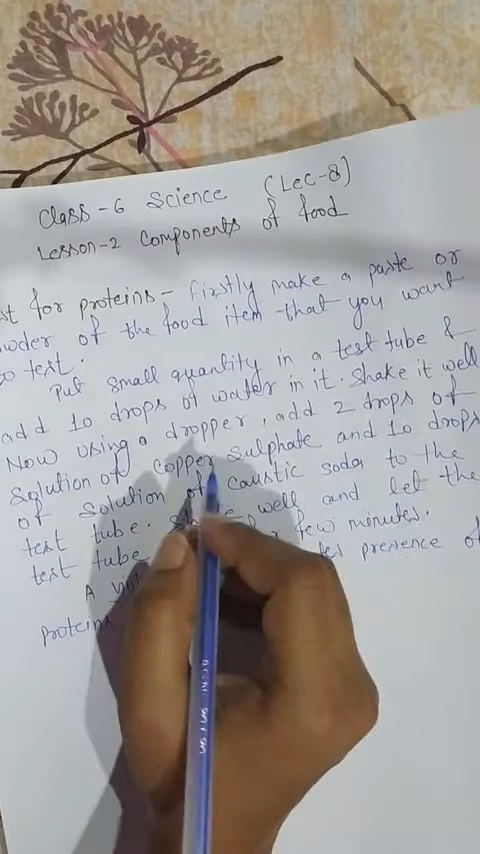 Class-6 Science (Lec-8)
Lesson-2 Components of food
st for proteins - firstly make a paste or
owder of the food item that you want
to test.
Put small quantity in a test tube &
add 10 drops of water in it. Shake it well
Now using a dropper, add 2 drops of
solution of copper sulphate and 10 drops
of solution of caustic soda to the
test tube. well and let the
test tube few minutes.
A presence of
proteins